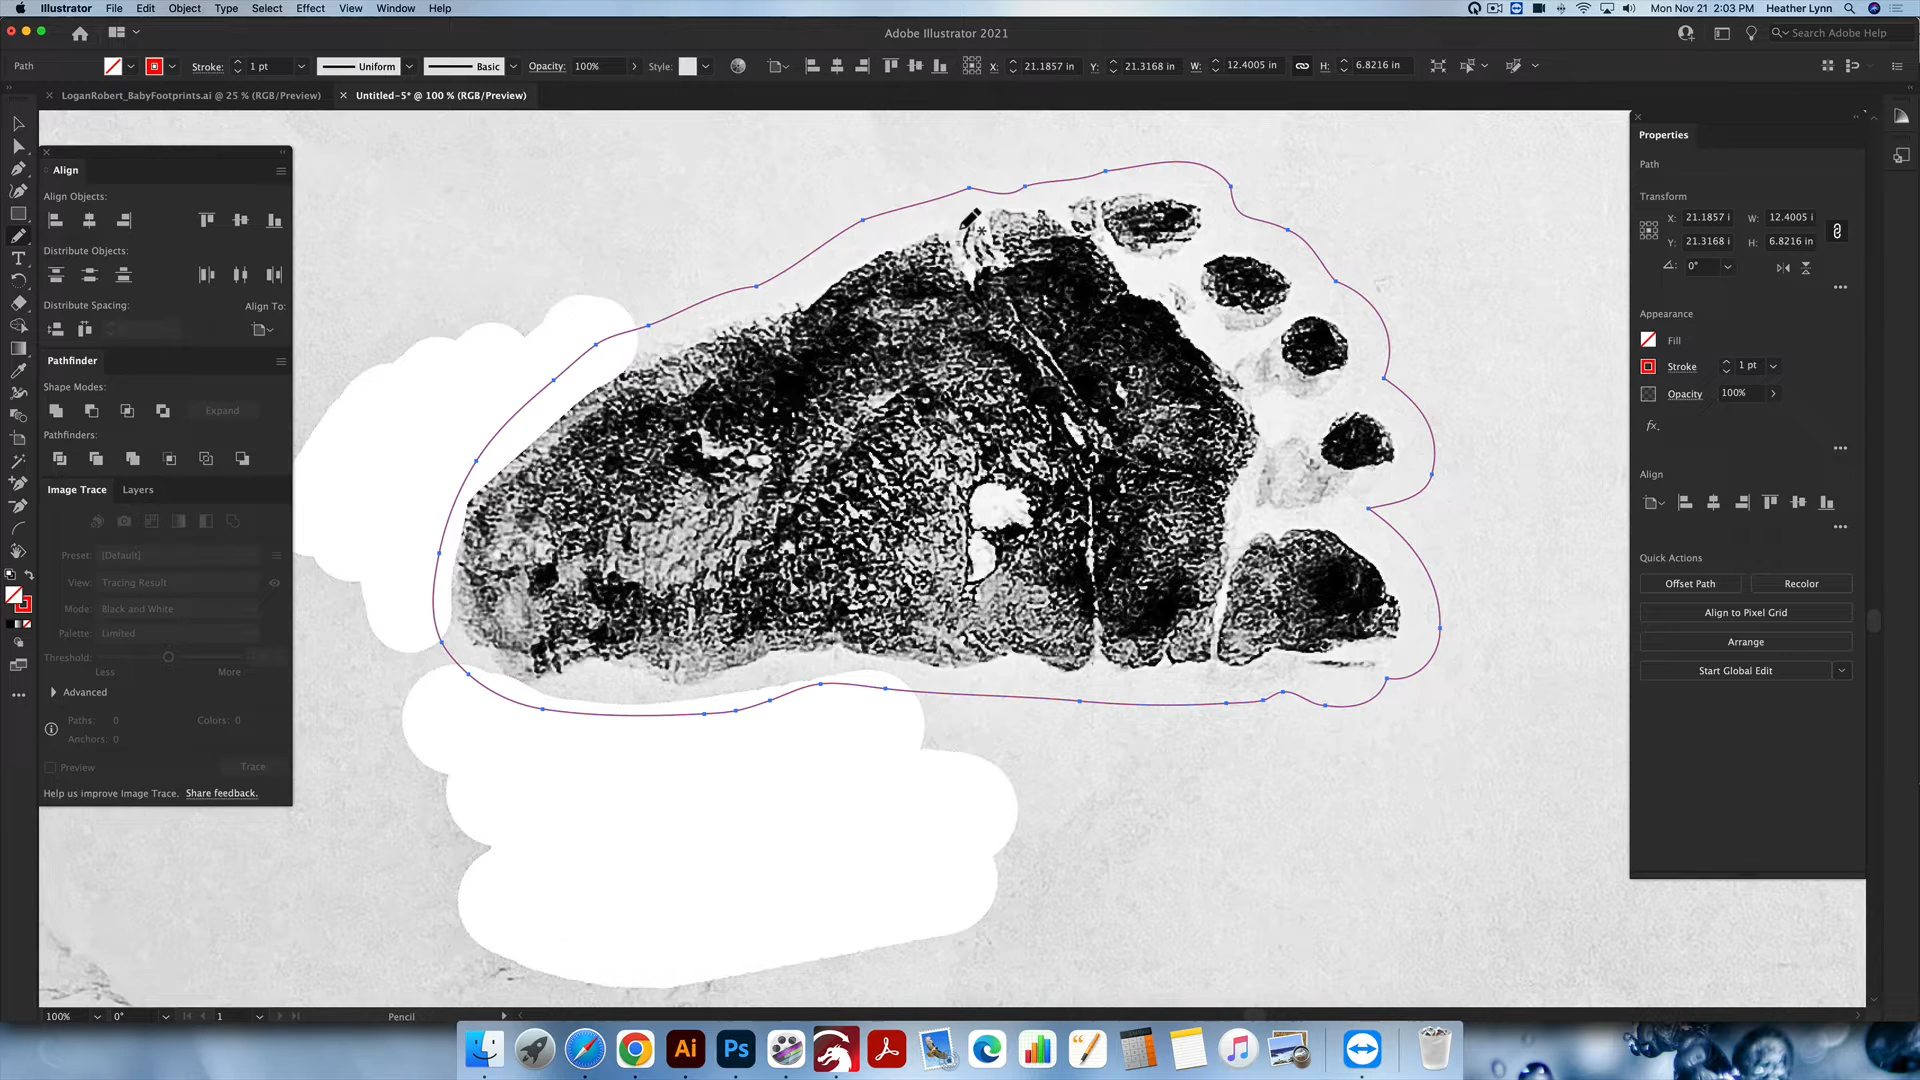 Illustrator File Edit Object Type Select Effect View Window Help
Mon Nov 21 2:03 PM Heather Lynn
Adobe Illustrator 2021
Search Adobe Help
Path Stroke: 1 pt Uniform Basic Opacity: 100% Style: X: 21.1857 in Y: 21.3168 in W: 12.4005 in H: 6.8216 in
LoganRobert_BabyFootprints.ai @ 25 % (RGB/Preview) Untitled-5* @ 100 % (RGB/Preview)
Align
Align Objects:
Distribute Objects:
Distribute Spacing: Align To:
Pathfinder
Shape Modes:
Expand
Pathfinders:
Image Trace Layers
Preset: [Default]
View: Tracing Result
Mode: Black and White
Palette: Limited
Threshold:
Less More
Advanced
Paths: 0 Colors: 0
Anchors: 0
Preview Trace
Help us improve Image Trace. Share feedback.
Properties
Path
Transform
X: 21.1857 i W: 12.4005 i
Y: 21.3168 i H: 6.8216 in
0°
Appearance
Fill
Stroke 1 pt
Opacity 100%
fx.
Align
Quick Actions
Offset Path Recolor
Align to Pixel Grid
Arrange
Start Global Edit
100% 0° 1 Pencil
Ai Ps